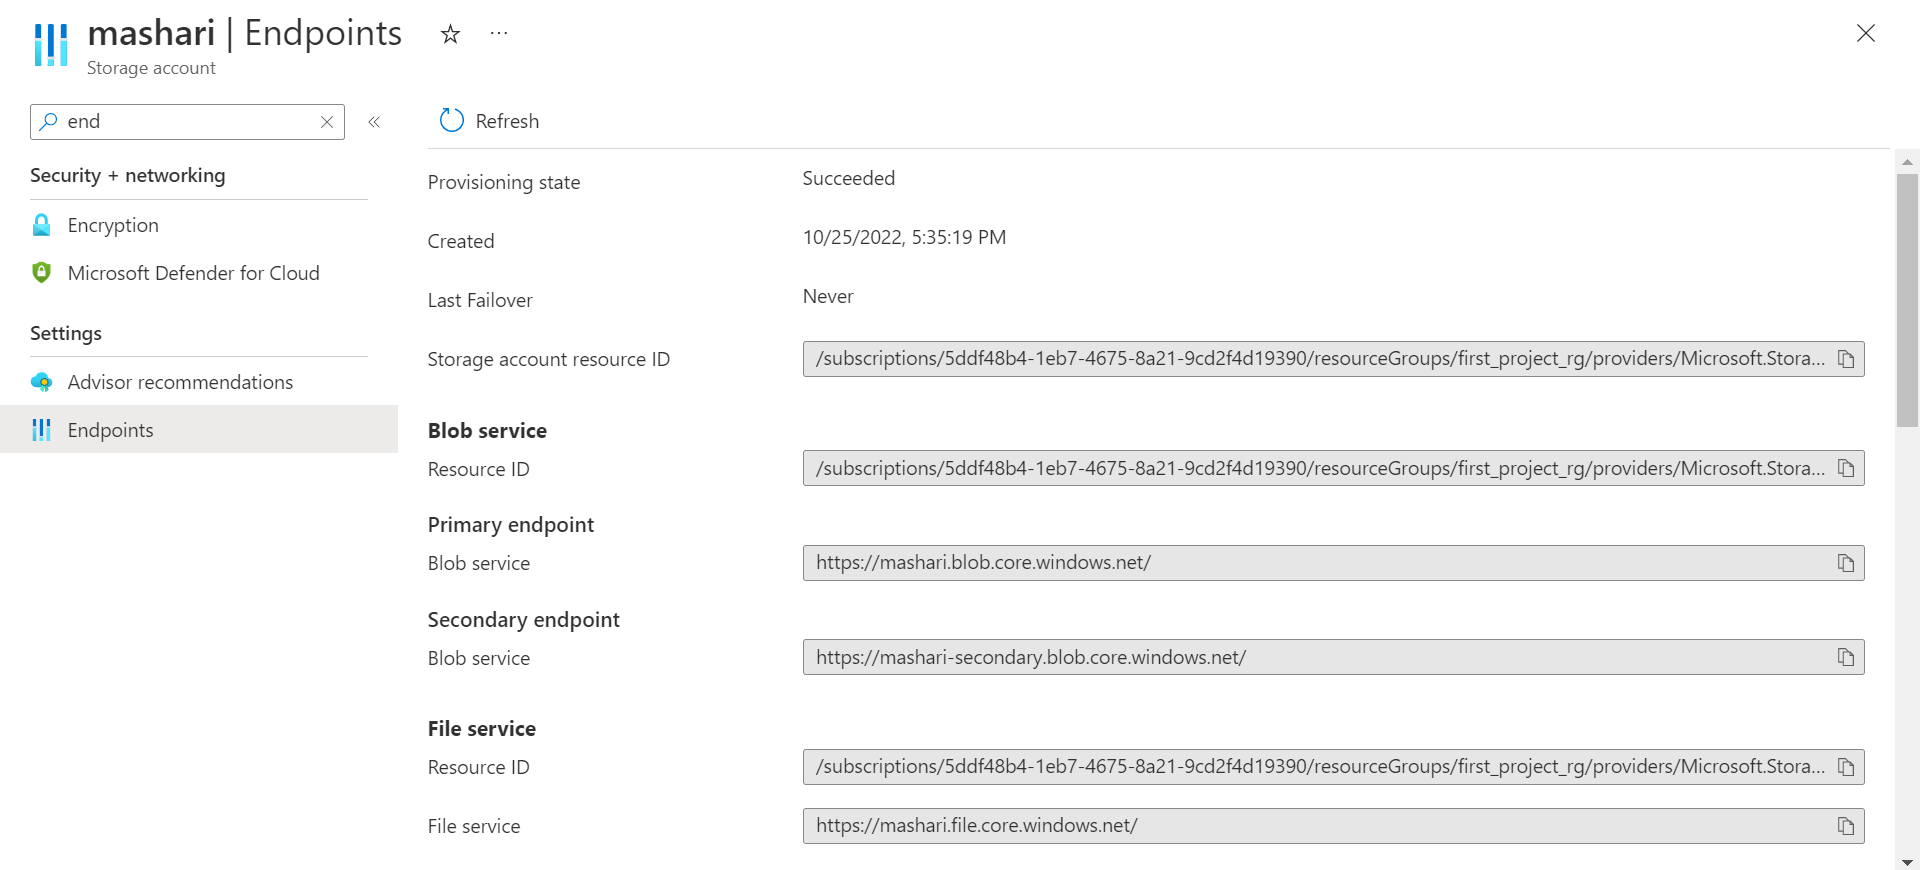 mashari | Endpoints
Storage account
end
Security + networking
Encryption
Microsoft Defender for Cloud
Settings
Advisor recommendations
Endpoints
Refresh
Provisioning state
Succeeded
Created
10/25/2022, 5:35:19 PM
Last Failover
Never
Storage account resource ID
/subscriptions/5ddf48b4-1eb7-4675-8a21-9cd2f4d19390/resourceGroups/first_project_rg/providers/Microsoft.Stora...
Blob service
Resource ID
/subscriptions/5ddf48b4-1eb7-4675-8a21-9cd2f4d19390/resourceGroups/first_project_rg/providers/Microsoft.Stora...
Primary endpoint
Blob service
https://mashari.blob.core.windows.net/
Secondary endpoint
Blob service
https://mashari-secondary.blob.core.windows.net/
File service
Resource ID
/subscriptions/5ddf48b4-1eb7-4675-8a21-9cd2f4d19390/resourceGroups/first_project_rg/providers/Microsoft.Stora...
File service
https://mashari.file.core.windows.net/